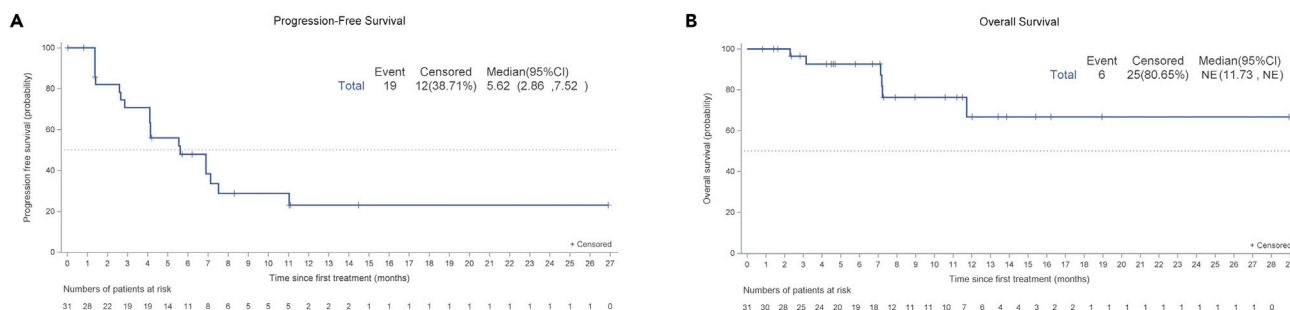 A
Progression-Free Survival
Event Censored Median(95%CI)
Total 19 12(38.71%) 5.62 (2.86 ,7.52 )
Progression free survival (probability)
100
80
60
40
20
0
+ Censored
0 1 2 3 4 5 6 7 8 9 10 11 12 13 14 15 16 17 18 19 20 21 22 23 24 25 26 27
Time since first treatment (months)
Numbers of patients at risk
31 28 22 19 19 14 11 8 6 5 5 5 2 2 2 1 1 1 1 1 1 1 1 1 1 1 1 0
B
Overall Survival
Event Censored Median(95%CI)
Total 6 25(80.65%) NE(11.73 , NE)
Overall survival (probability)
100
80
60
40
20
0
+ Censored
0 1 2 3 4 5 6 7 8 9 10 11 12 13 14 15 16 17 18 19 20 21 22 23 24 25 26 27 28
Time since first treatment (months)
Numbers of patients at risk
31 30 28 25 24 20 19 18 12 11 11 10 7 6 4 4 3 2 2 1 1 1 1 1 1 1 1 1 1 0